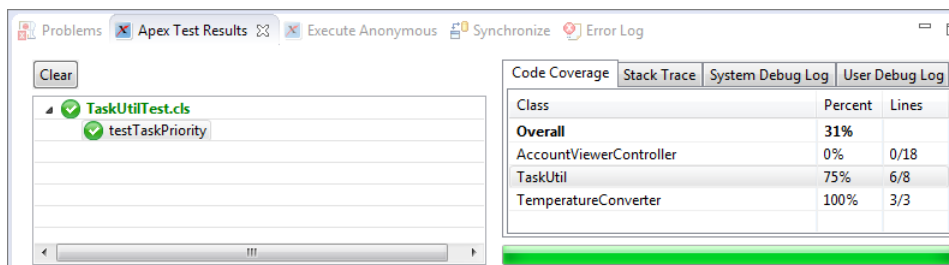 Problems Apex Test Results Execute Anonymous Synchronize Error Log
Clear
TaskUtilTest.cls
testTaskPriority
Code Coverage Stack Trace System Debug Log User Debug Log
Class Percent Lines
Overall 31%
AccountViewerController 0% 0/18
TaskUtil 75% 6/8
TemperatureConverter 100% 3/3